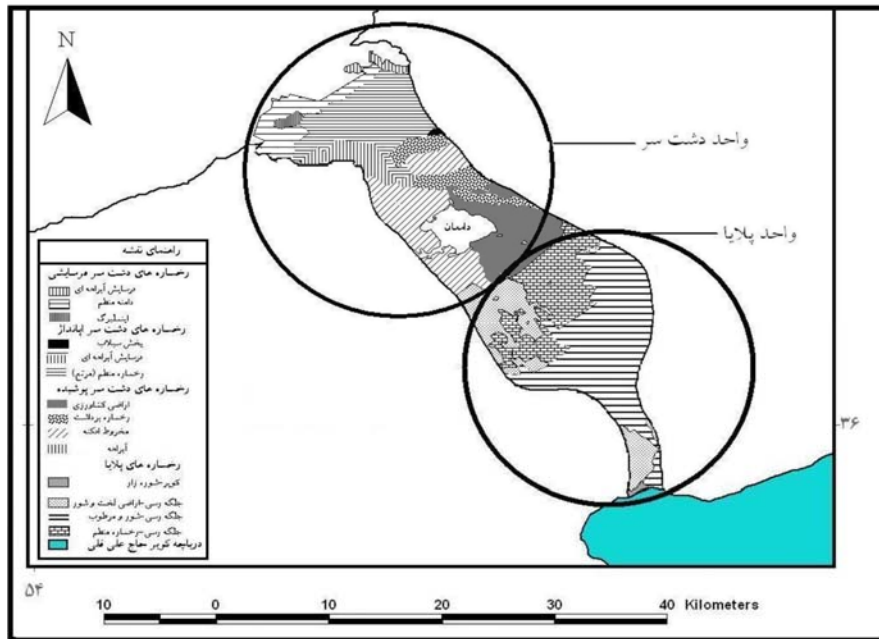 N
واحد دشت سر
واحد پلایا
دامغان
راهنمای نقشه
رخساره های دشت سر فرسایشی
فرسایش آبراهه ای
دامنه منظم
اینسلبرگ
رخساره های دشت سر اپانداژ
پخش سیلاب
فرسایش آبراهه ای
رخساره منظم (مرتع)
رخساره های دشت سر پوشیده
اراضی کشاورزی
رخساره برداشت
مخروط افکنه
آبراهه
رخساره های پلایا
کویر-شوره زار
جلگه رسی-اراضی لخت و شور
جلگه رسی-شور و مرطوب
جلگه رسی-رخساره منظم
دریاچه کویر حاج علی قلی
۳۶
۵۴
10 0 10 20 30 40 Kilometers